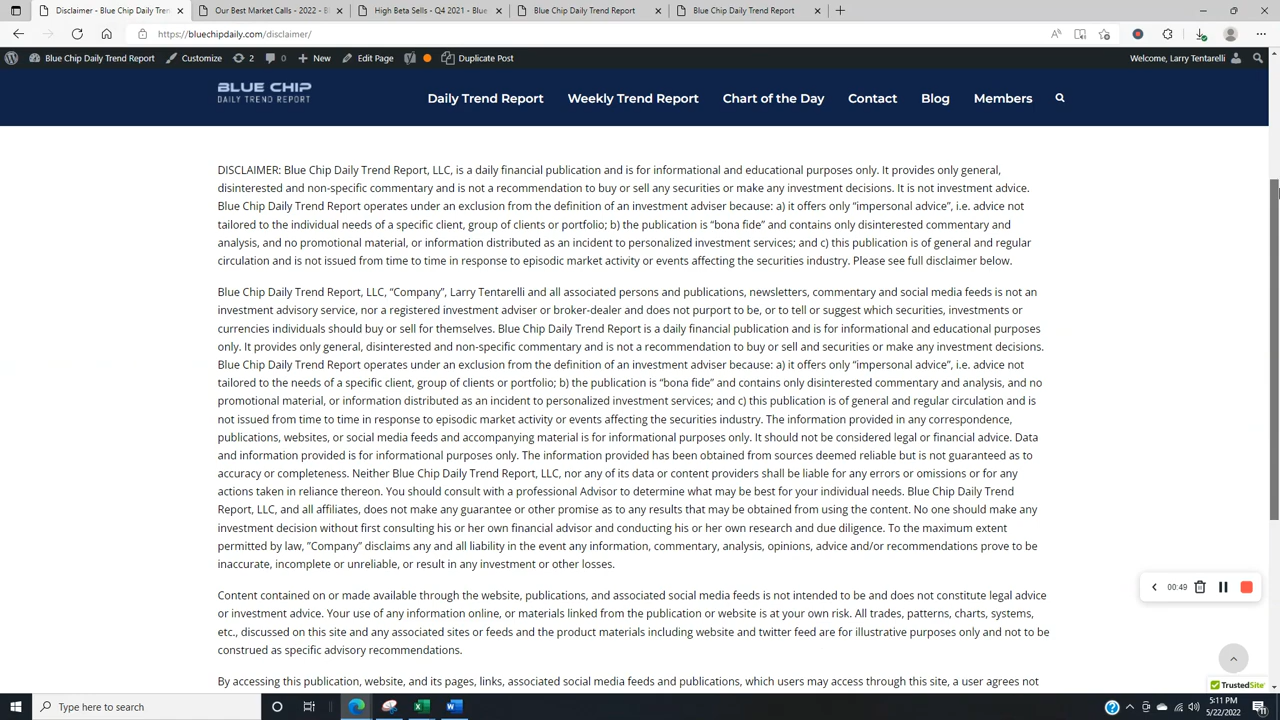 Disclaimer - Blue Chip Daily Tren
Our Best Market Calls - 2022 - B
High Beta Sells - Q4 2021 - Blue
Blue Chip Daily Trend Report
Blue Chip Daily Trend Report
https://bluechipdaily.com/disclaimer/
Blue Chip Daily Trend Report
Customize
2
0
New
Edit Page
Duplicate Post
Welcome, Larry Tentarelli
BLUE CHIP
DAILY TREND REPORT
Daily Trend Report
Weekly Trend Report
Chart of the Day
Contact
Blog
Members
DISCLAIMER: Blue Chip Daily Trend Report, LLC, is a daily financial publication and is for informational and educational purposes only. It provides only general,
disinterested and non-specific commentary and is not a recommendation to buy or sell any securities or make any investment decisions. It is not investment advice.
Blue Chip Daily Trend Report operates under an exclusion from the definition of an investment adviser because: a) it offers only “impersonal advice”, i.e. advice not
tailored to the individual needs of a specific client, group of clients or portfolio; b) the publication is “bona fide” and contains only disinterested commentary and
analysis, and no promotional material, or information distributed as an incident to personalized investment services; and c) this publication is of general and regular
circulation and is not issued from time to time in response to episodic market activity or events affecting the securities industry. Please see full disclaimer below.
Blue Chip Daily Trend Report, LLC, “Company”, Larry Tentarelli and all associated persons and publications, newsletters, commentary and social media feeds is not an
investment advisory service, nor a registered investment adviser or broker-dealer and does not purport to be, or to tell or suggest which securities, investments or
currencies individuals should buy or sell for themselves. Blue Chip Daily Trend Report is a daily financial publication and is for informational and educational purposes
only. It provides only general, disinterested and non-specific commentary and is not a recommendation to buy or sell and securities or make any investment decisions.
Blue Chip Daily Trend Report operates under an exclusion from the definition of an investment adviser because: a) it offers only “impersonal advice”, i.e. advice not
tailored to the needs of a specific client, group of clients or portfolio; b) the publication is “bona fide” and contains only disinterested commentary and analysis, and no
promotional material, or information distributed as an incident to personalized investment services; and c) this publication is of general and regular circulation and is
not issued from time to time in response to episodic market activity or events affecting the securities industry. The information provided in any correspondence,
publications, websites, or social media feeds and accompanying material is for informational purposes only. It should not be considered legal or financial advice. Data
and information provided is for informational purposes only. The information provided has been obtained from sources deemed reliable but is not guaranteed as to
accuracy or completeness. Neither Blue Chip Daily Trend Report, LLC, nor any of its data or content providers shall be liable for any errors or omissions or for any
actions taken in reliance thereon. You should consult with a professional Advisor to determine what may be best for your individual needs. Blue Chip Daily Trend
Report, LLC, and all affiliates, does not make any guarantee or other promise as to any results that may be obtained from using the content. No one should make any
investment decision without first consulting his or her own financial advisor and conducting his or her own research and due diligence. To the maximum extent
permitted by law, ”Company” disclaims any and all liability in the event any information, commentary, analysis, opinions, advice and/or recommendations prove to be
inaccurate, incomplete or unreliable, or result in any investment or other losses.
Content contained on or made available through the website, publications, and associated social media feeds is not intended to be and does not constitute legal advice
or investment advice. Your use of any information online, or materials linked from the publication or website is at your own risk. All trades, patterns, charts, systems,
etc., discussed on this site and any associated sites or feeds and the product materials including website and twitter feed are for illustrative purposes only and not to be
construed as specific advisory recommendations.
By accessing this publication, website, and its pages, links, associated social media feeds and publications, which users may access through this site, a user agrees not
00:49
TrustedSite
Type here to search
5:11 PM
5/22/2022
11